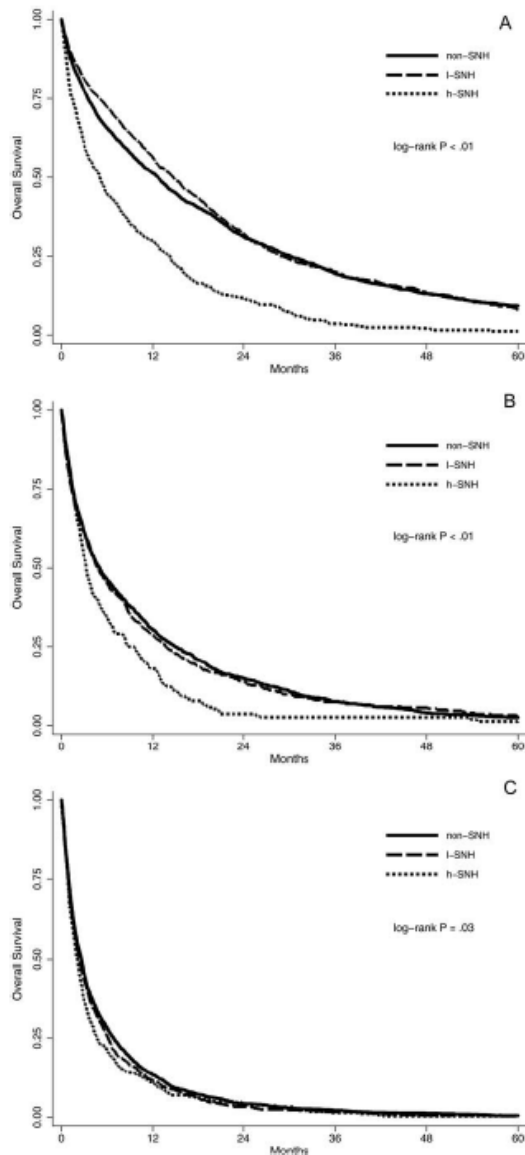 A
non-SNH
l-SNH
h-SNH
log-rank P < .01
Overall Survival
1.00
0.75
0.50
0.25
0.00
0 12 24 36 48 60
Months
B
non-SNH
l-SNH
h-SNH
log-rank P < .01
Overall Survival
1.00
0.75
0.50
0.25
0.00
0 12 24 36 48 60
Months
C
non-SNH
l-SNH
h-SNH
log-rank P = .03
Overall Survival
1.00
0.75
0.50
0.25
0.00
0 12 24 36 48 60
Months